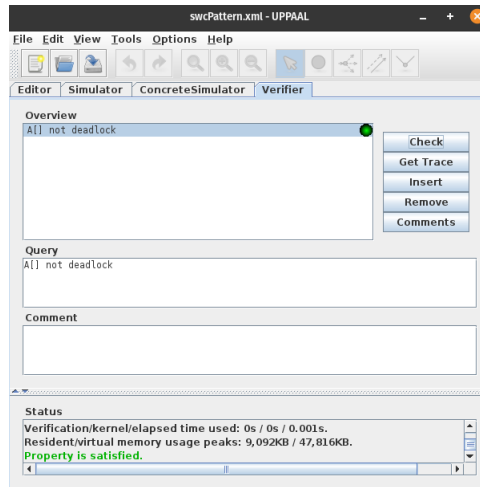 swcPattern.xml - UPPAAL
File Edit View Tools Options Help
Editor Simulator ConcreteSimulator Verifier
Overview
A[] not deadlock
Check
Get Trace
Insert
Remove
Comments
Query
A[] not deadlock
Comment
Status
Verification/kernel/elapsed time used: 0s / 0s / 0.001s.
Resident/virtual memory usage peaks: 9,092KB / 47,816KB.
Property is satisfied.